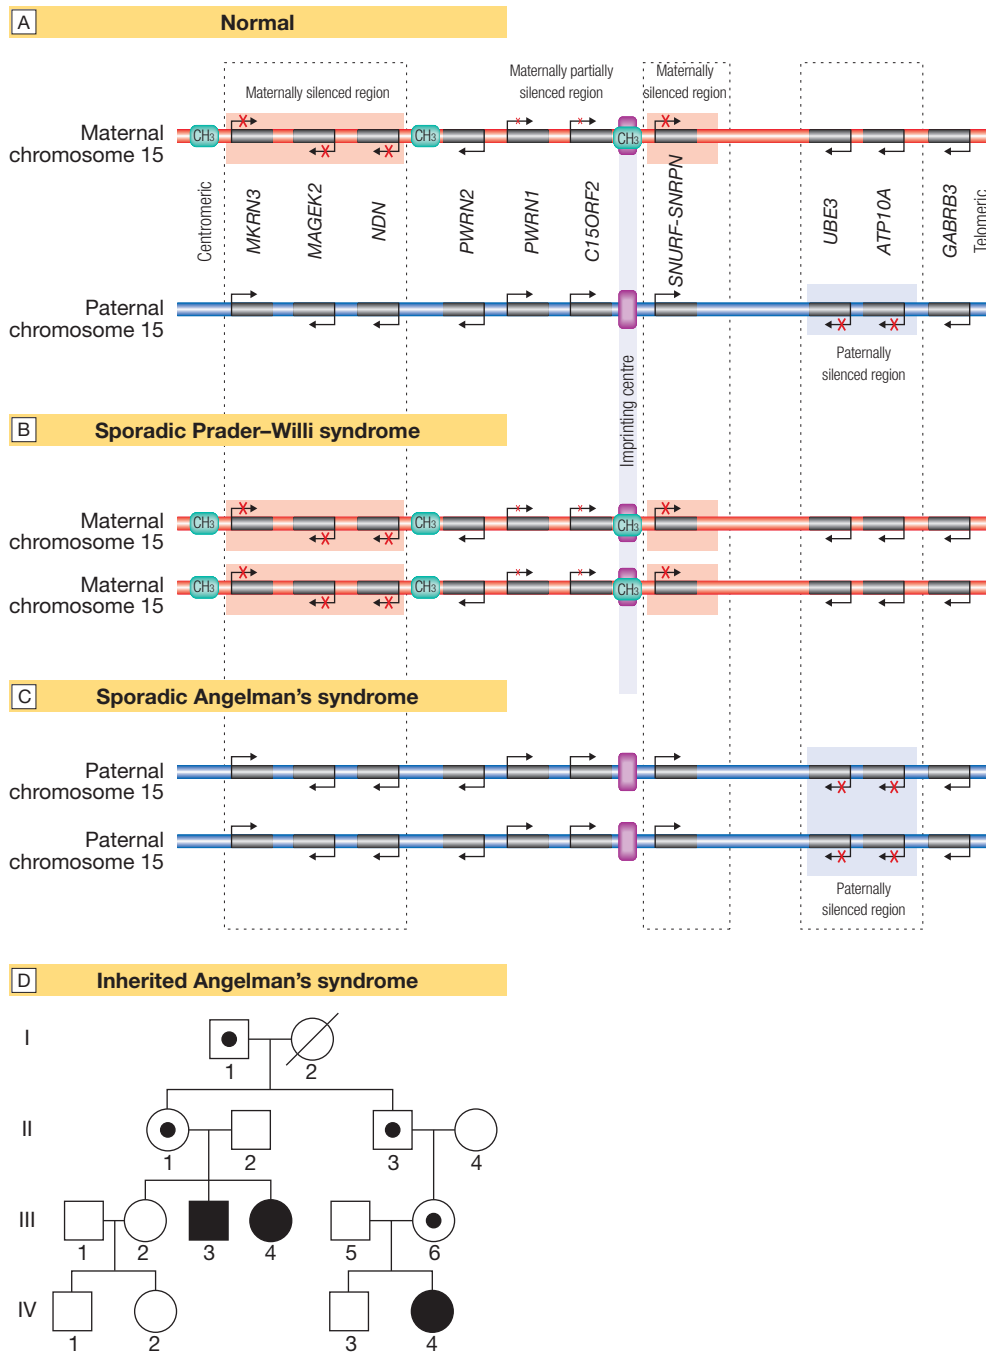 A Normal
Maternally silenced region
Maternally partially
silenced region
Maternally
silenced region
Maternal
chromosome 15
CH3
CH3
CH3
Centromeric
MKRN3
MAGEK2
NDN
PWRN2
PWRN1
C15ORF2
SNURF-SNRPN
UBE3
ATP10A
GABRB3
Telomeric
Paternal
chromosome 15
Paternally
silenced region
Imprinting centre
B Sporadic Prader–Willi syndrome
Maternal
chromosome 15
CH3
CH3
CH3
Maternal
chromosome 15
CH3
CH3
CH3
C Sporadic Angelman's syndrome
Paternal
chromosome 15
Paternal
chromosome 15
Paternally
silenced region
D Inherited Angelman's syndrome
I
1 2
II
1 2 3 4
III
1 2 3 4 5 6
IV
1 2 3 4